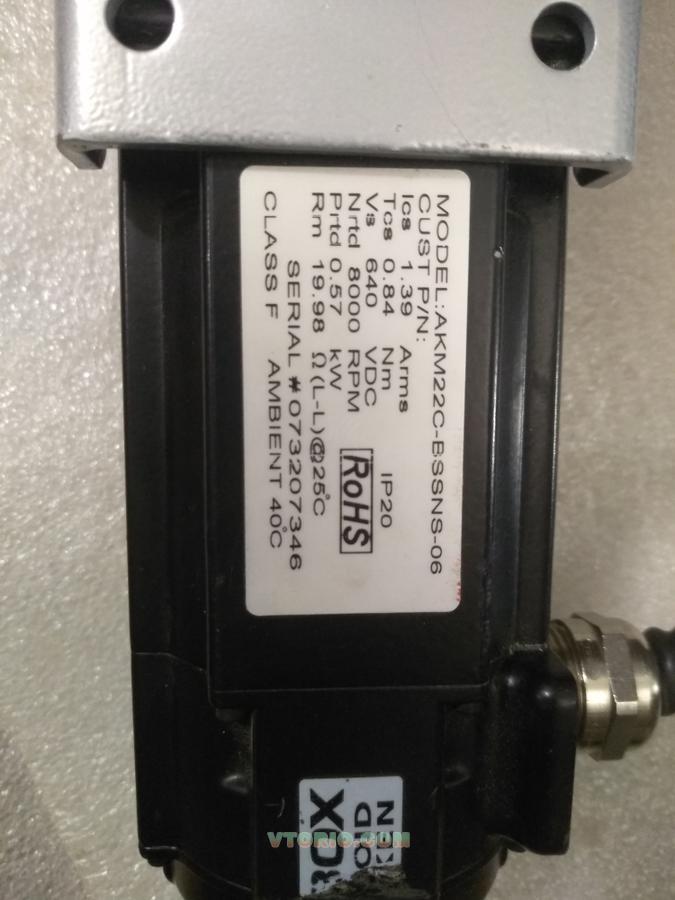 MODEL:AKM22C-BSSNS-06
CUST P/N:
Ics 1.39 Arms
Tcs 0.84 Nm IP20
Vs 640 VDC
Nrtd 8000 RPM RoHS
Prtd 0.57 kW
Rm 19.98 Ω(L-L)@25°C
SERIAL #073207346
CLASS F AMBIENT 40°C
VTORIO.COM